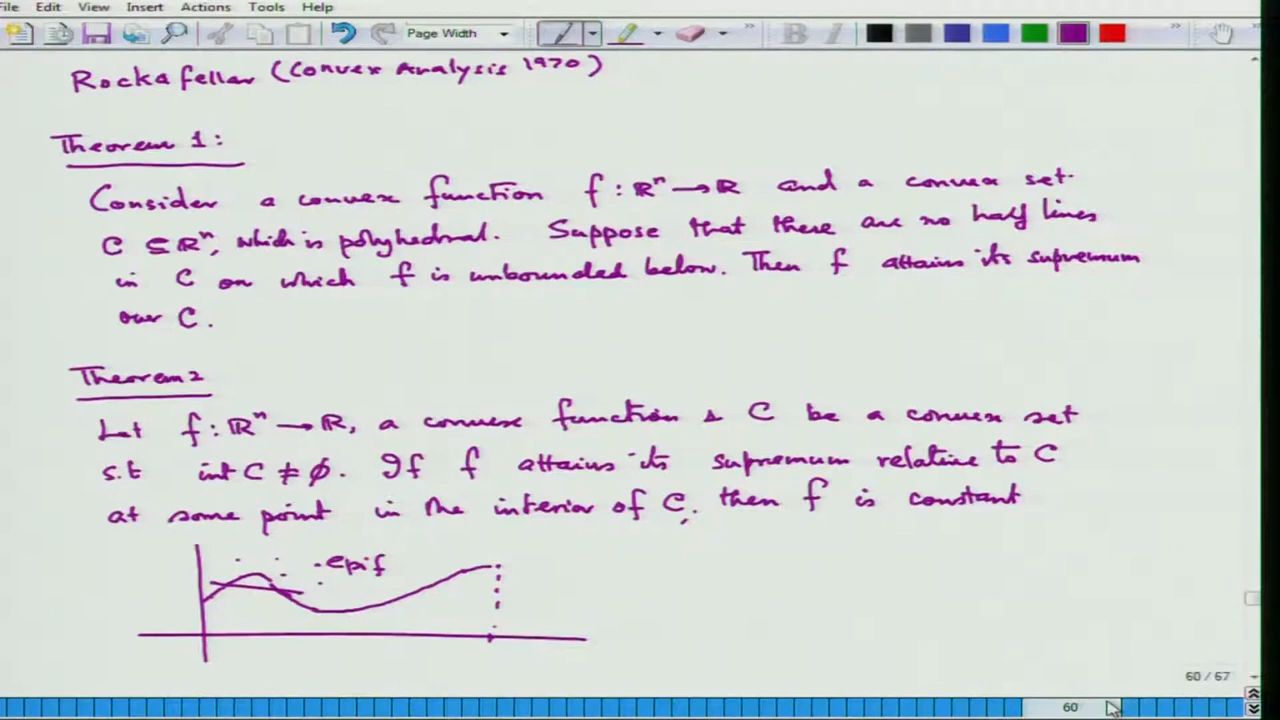 File Edit View Insert Actions Tools Help
Page Width
Rockafellar (Convex Analysis 1970)
Theorem 1:
Consider a convex function f : ℝⁿ → ℝ and a convex set
C ⊆ ℝⁿ, which is polyhedral. Suppose that there are no half lines
in C on which f is unbounded below. Then f attains its supremum
over C.
Theorem 2
Let f : ℝⁿ → ℝ, a convex function & C be a convex set
s.t int C ≠ ϕ. If f attains its supremum relative to C
at some point in the interior of C, then f is constant
epi f
60 / 67
60